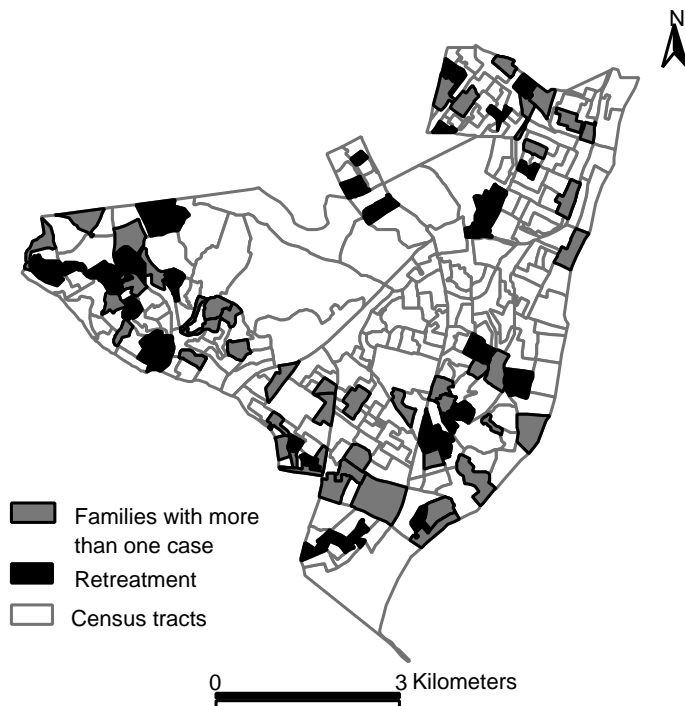 N
Families with more
than one case
Retreatment
Census tracts
0 3 Kilometers